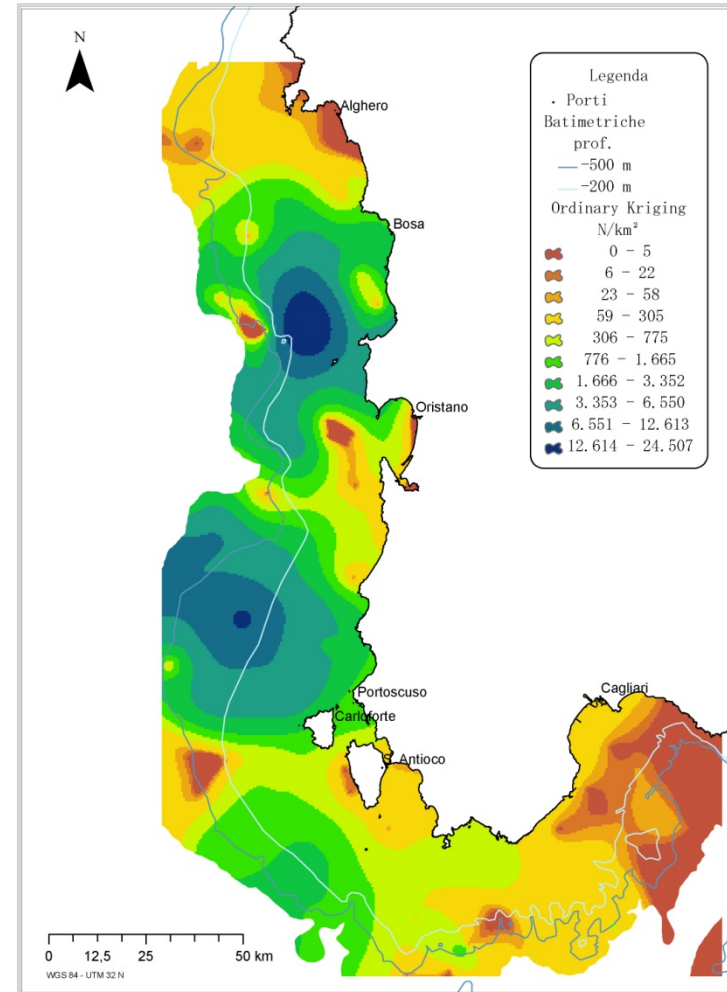 N
Alghero
Bosa
Oristano
Portoscuso
Carloforte
S. Antioco
Cagliari
Legenda
. Porti
Batimetriche
prof.
-500 m
-200 m
Ordinary Kriging
N/km²
0 - 5
6 - 22
23 - 58
59 - 305
306 - 775
776 - 1.665
1.666 - 3.352
3.353 - 6.550
6.551 - 12.613
12.614 - 24.507
0 12,5 25 50 km
WGS 84 - UTM 32 N